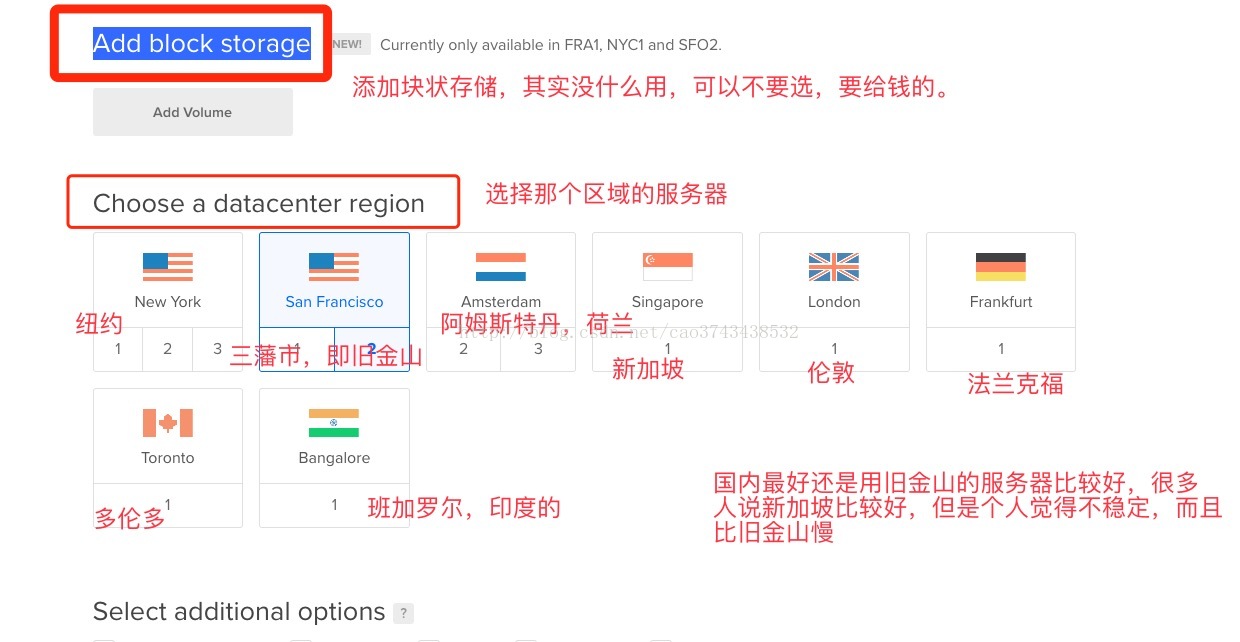 Add block storage NEW! Currently only available in FRA1, NYC1 and SFO2.
添加块状存储，其实没什么用，可以不要选，要给钱的。
Add Volume
Choose a datacenter region
选择那个区域的服务器
New York
纽约
1 2 3
San Francisco
三藩市，即旧金山
1 2
Amsterdam
阿姆斯特丹，荷兰
2 3
Singapore
1
新加坡
London
1
伦敦
Frankfurt
1
法兰克福
http://blog.csdn.net/cao3743438532
Toronto
1
多伦多
Bangalore
1
班加罗尔，印度的
国内最好还是用旧金山的服务器比较好，很多
人说新加坡比较好，但是个人觉得不稳定，而且
比旧金山慢
Select additional options ?